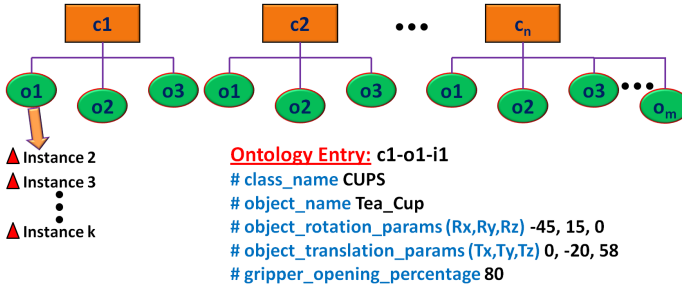 c1 c2 cn
o1 o2 o3 o1 o2 o3 o1 o2 o3 om
Instance 2
Instance 3
Instance k
Ontology Entry: c1-o1-i1
# class_name CUPS
# object_name Tea_Cup
# object_rotation_params (Rx,Ry,Rz) -45, 15, 0
# object_translation_params (Tx,Ty,Tz) 0, -20, 58
# gripper_opening_percentage 80